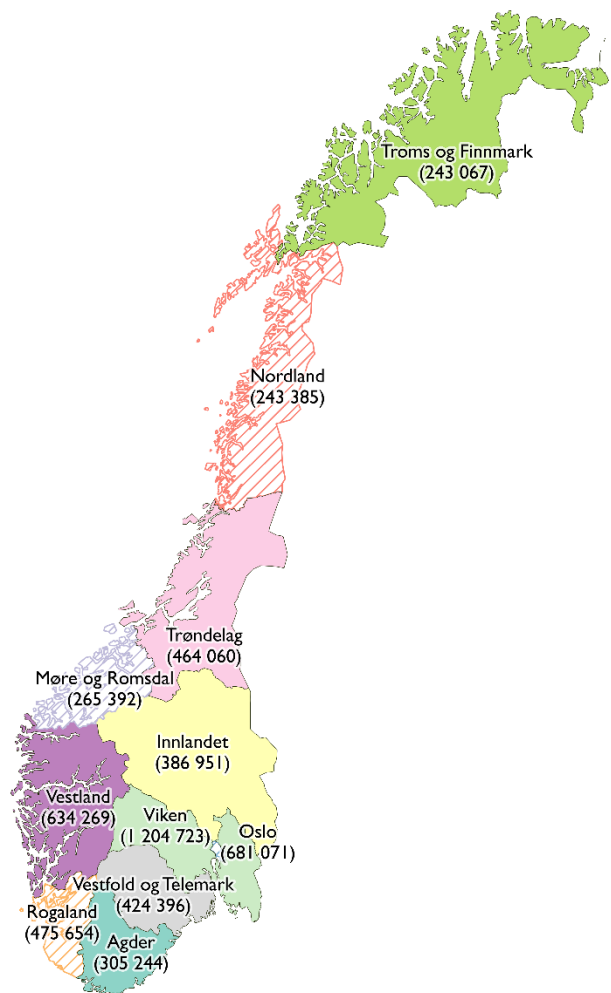 Troms og Finnmark
(243 067)
Nordland
(243 385)
Trøndelag
(464 060)
Møre og Romsdal
(265 392)
Innlandet
(386 951)
Vestland
(634 269)
Viken
(1 204 723)
Oslo
(681 071)
Vestfold og Telemark
(424 396)
Rogaland
(475 654)
Agder
(305 244)